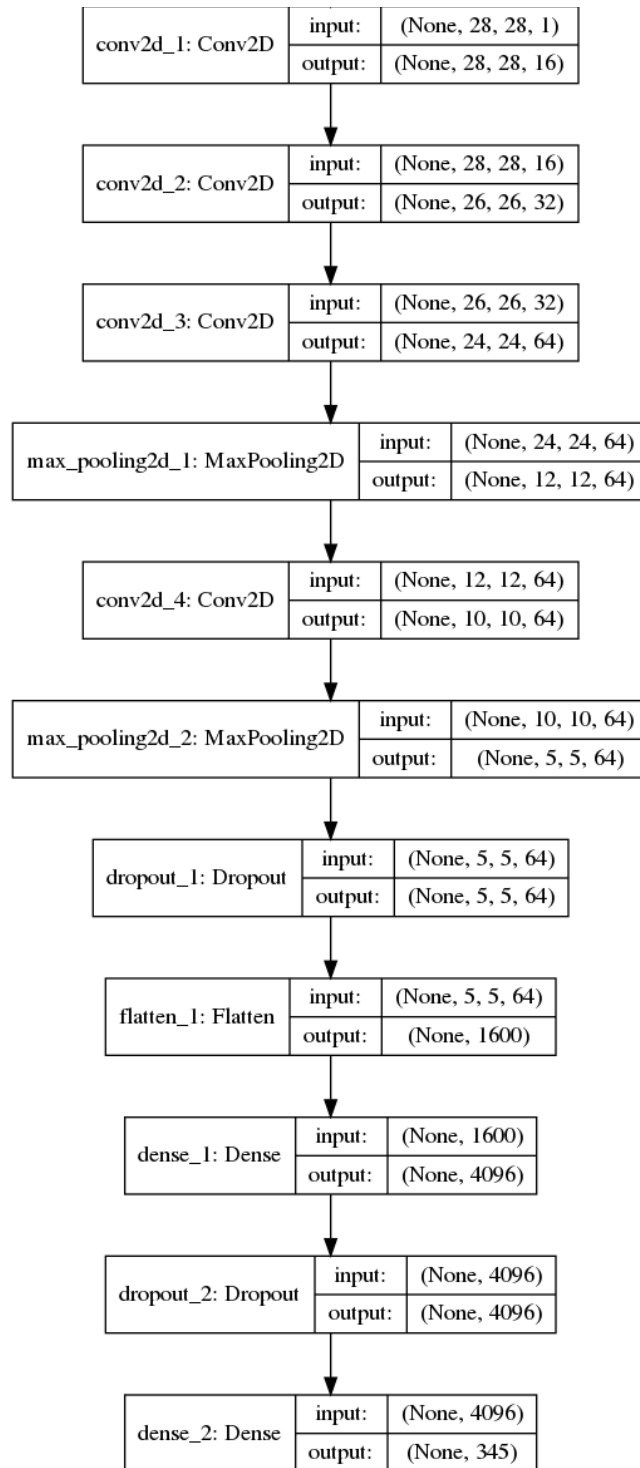 conv2d_1: Conv2D
input: (None, 28, 28, 1)
output: (None, 28, 28, 16)
conv2d_2: Conv2D
input: (None, 28, 28, 16)
output: (None, 26, 26, 32)
conv2d_3: Conv2D
input: (None, 26, 26, 32)
output: (None, 24, 24, 64)
max_pooling2d_1: MaxPooling2D
input: (None, 24, 24, 64)
output: (None, 12, 12, 64)
conv2d_4: Conv2D
input: (None, 12, 12, 64)
output: (None, 10, 10, 64)
max_pooling2d_2: MaxPooling2D
input: (None, 10, 10, 64)
output: (None, 5, 5, 64)
dropout_1: Dropout
input: (None, 5, 5, 64)
output: (None, 5, 5, 64)
flatten_1: Flatten
input: (None, 5, 5, 64)
output: (None, 1600)
dense_1: Dense
input: (None, 1600)
output: (None, 4096)
dropout_2: Dropout
input: (None, 4096)
output: (None, 4096)
dense_2: Dense
input: (None, 4096)
output: (None, 345)